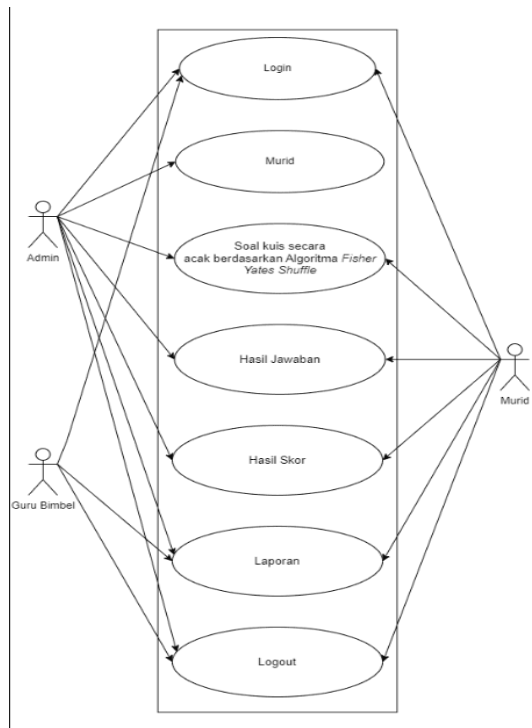 Login
Murid
Soal kuis secara
acak berdasarkan Algoritma Fisher
Yates Shuffle
Admin
Hasil Jawaban
Murid
Hasil Skor
Guru Bimbel
Laporan
Logout